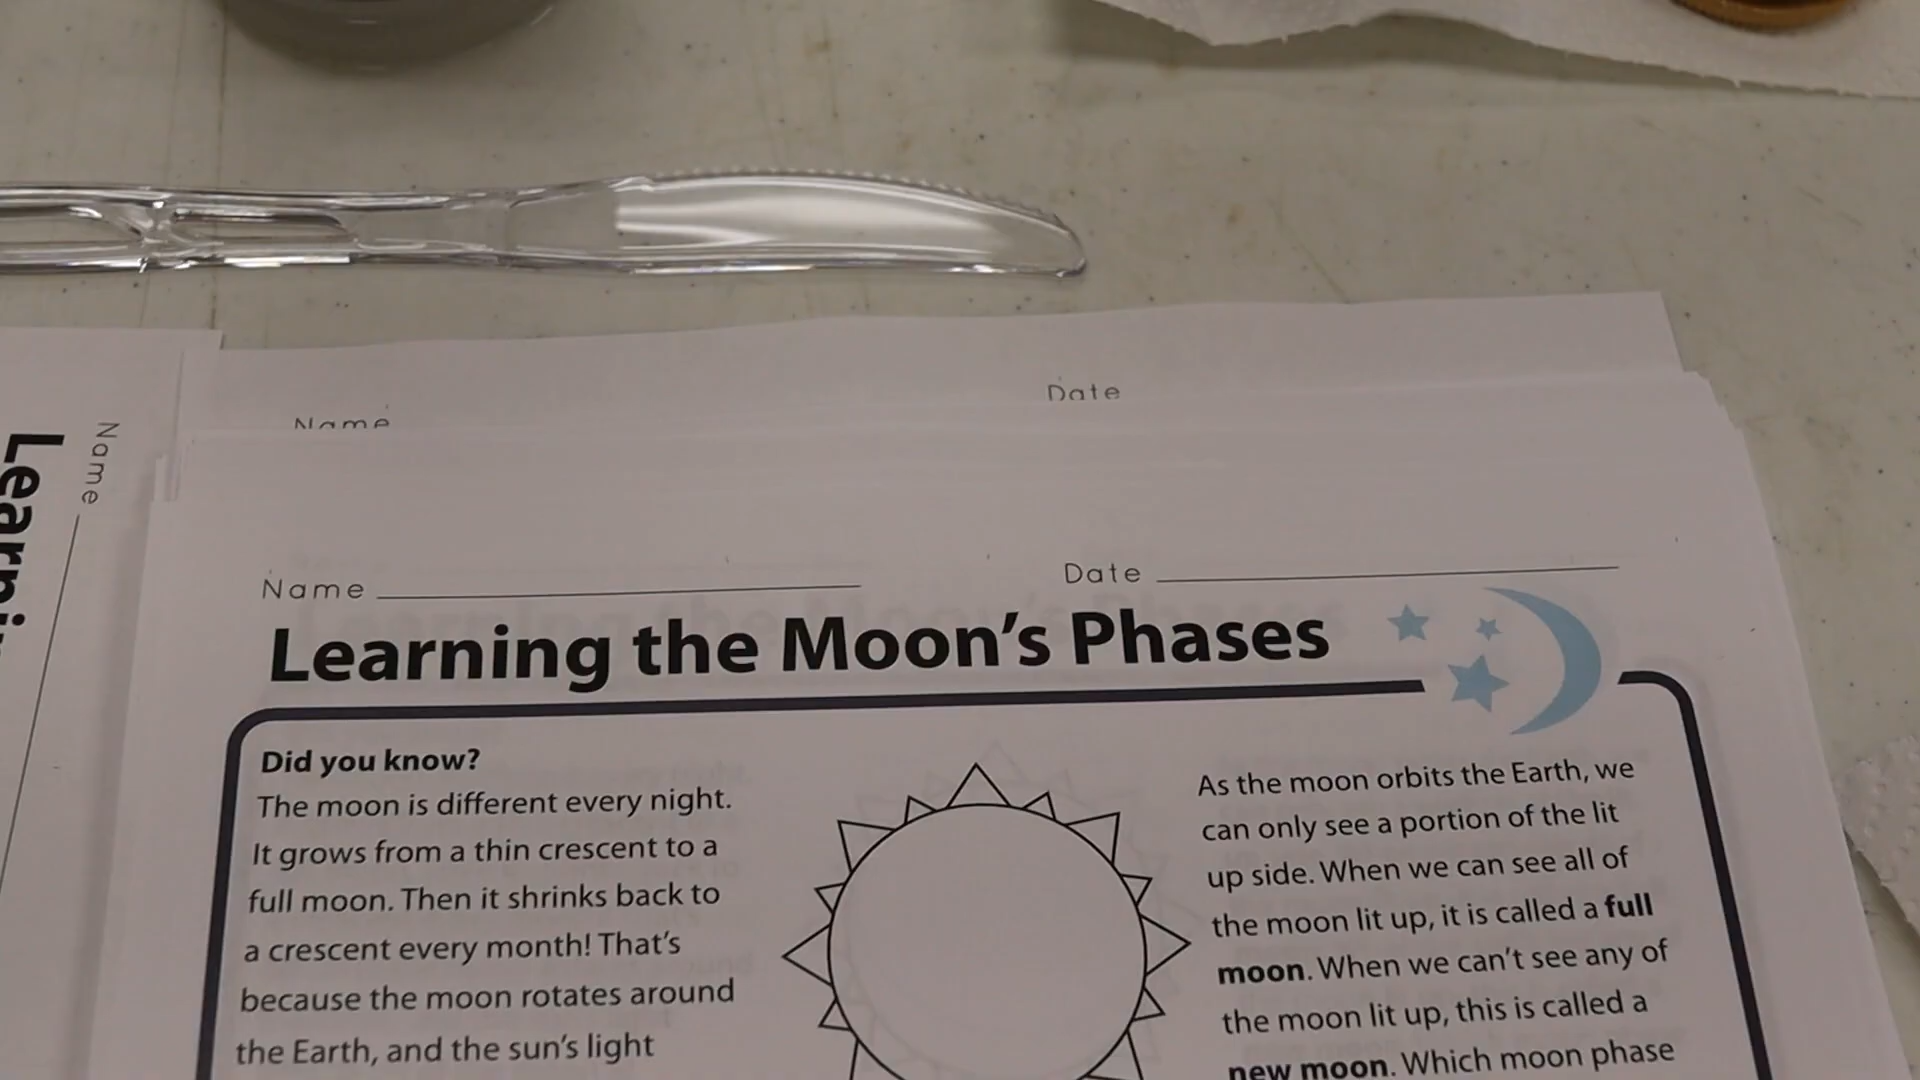 Date
Name
Name
Learni
Name
Date
Learning the Moon's Phases
Did you know?
The moon is different every night.
It grows from a thin crescent to a
full moon. Then it shrinks back to
a crescent every month! That's
because the moon rotates around
the Earth, and the sun's light
As the moon orbits the Earth, we
can only see a portion of the lit
up side. When we can see all of
the moon lit up, it is called a full
moon. When we can't see any of
the moon lit up, this is called a
new moon. Which moon phase